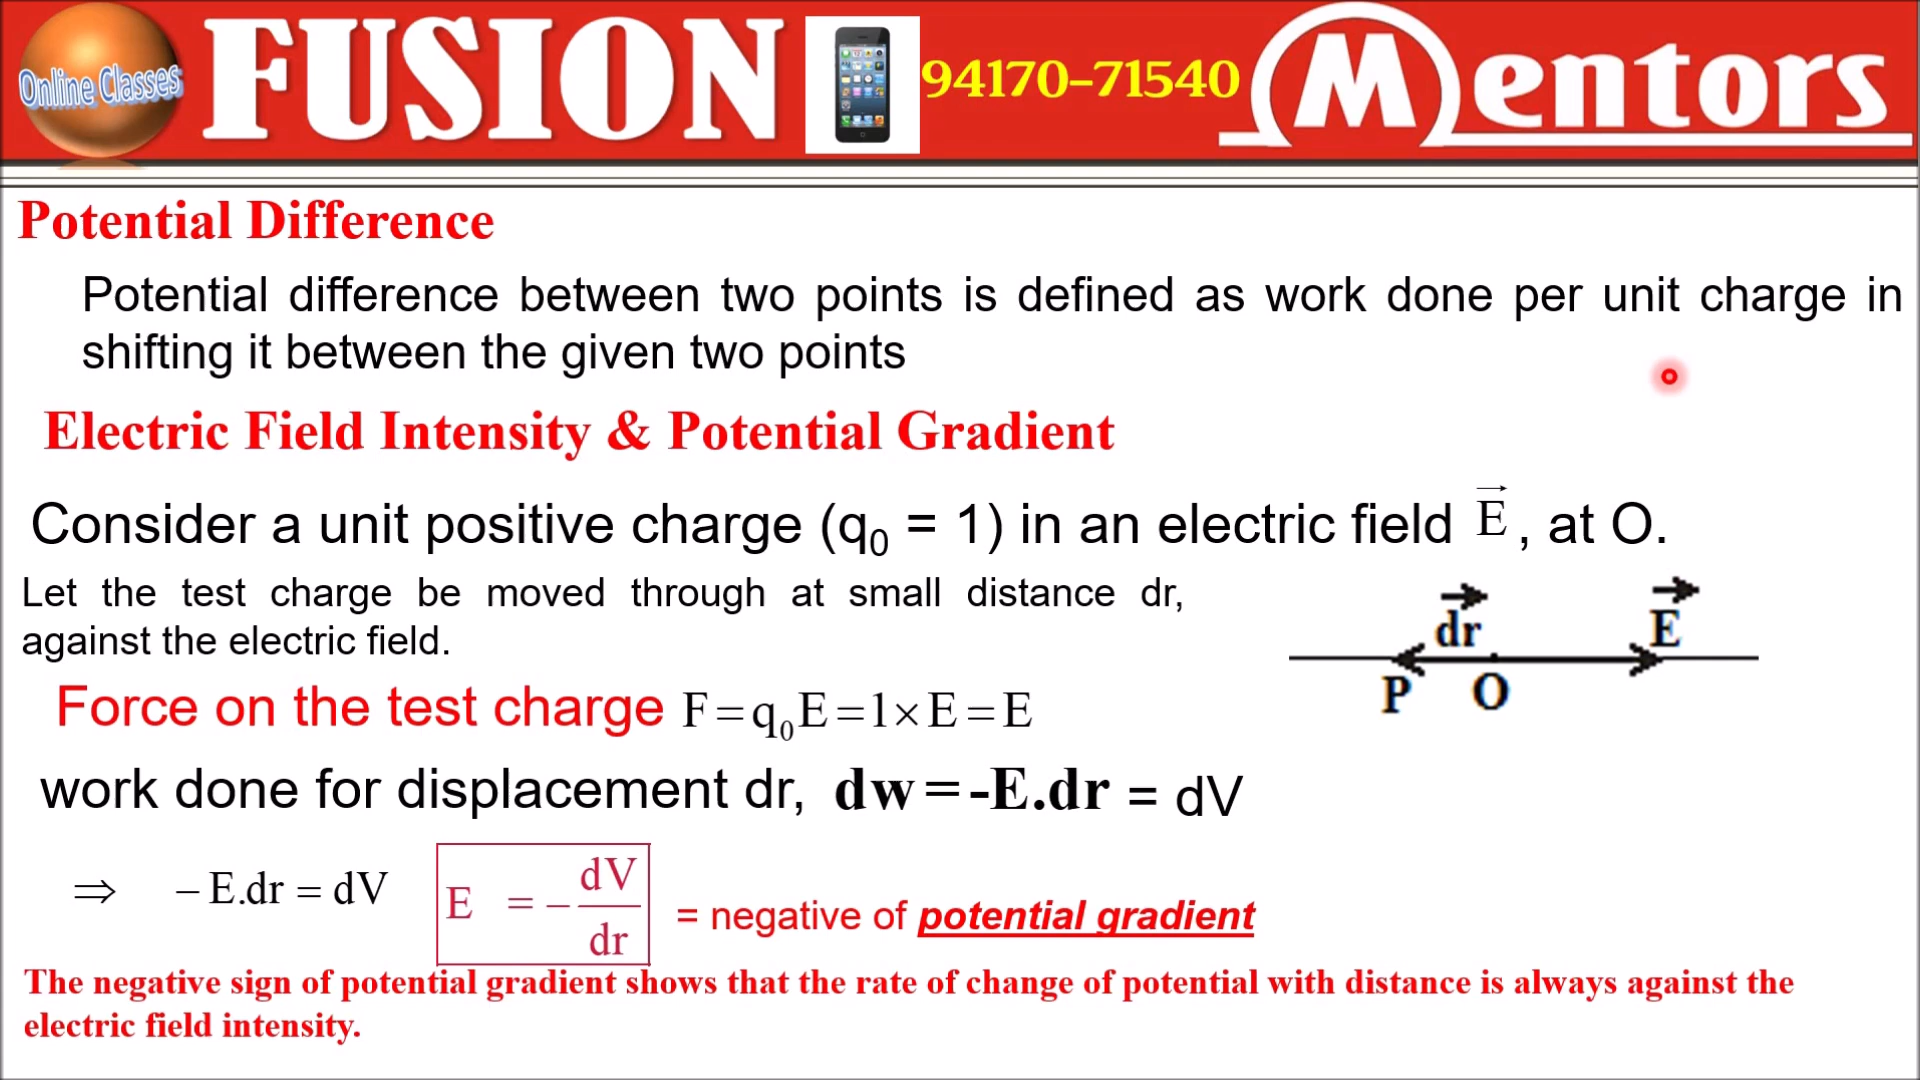 Online Classes FUSION 94170-71540 Mentors
Potential Difference
Potential difference between two points is defined as work done per unit charge in
shifting it between the given two points
Electric Field Intensity & Potential Gradient
Consider a unit positive charge (q₀ = 1) in an electric field E⃗ , at O.
Let the test charge be moved through at small distance dr,
against the electric field.
dr⃗ E⃗
P O
Force on the test charge F=q₀E=1×E=E
work done for displacement dr, dw=-E.dr = dV
⇒ –E.dr = dV E = – dV/dr = negative of potential gradient
The negative sign of potential gradient shows that the rate of change of potential with distance is always against the
electric field intensity.